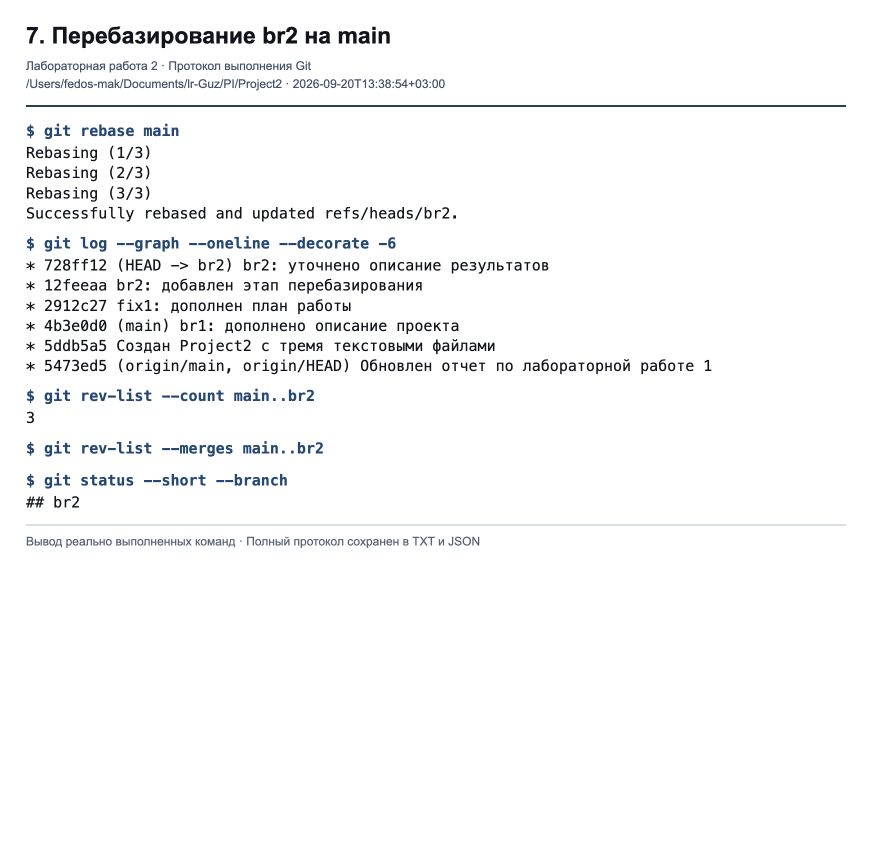 7. Перебазирование br2 на main
Лабораторная работа 2 · Протокол выполнения Git
/Users/fedos-mak/Documents/lr-Guz/PI/Project2 · 2026-09-20T13:38:54+03:00
$ git rebase main
Rebasing (1/3)
Rebasing (2/3)
Rebasing (3/3)
Successfully rebased and updated refs/heads/br2.
$ git log --graph --oneline --decorate -6
* 728ff12 (HEAD -> br2) br2: уточнено описание результатов
* 12feeaa br2: добавлен этап перебазирования
* 2912c27 fix1: дополнен план работы
* 4b3e0d0 (main) br1: дополнено описание проекта
* 5ddb5a5 Создан Project2 с тремя текстовыми файлами
* 5473ed5 (origin/main, origin/HEAD) Обновлен отчет по лабораторной работе 1
$ git rev-list --count main..br2
3
$ git rev-list --merges main..br2
$ git status --short --branch
## br2
Вывод реально выполненных команд · Полный протокол сохранен в TXT и JSON